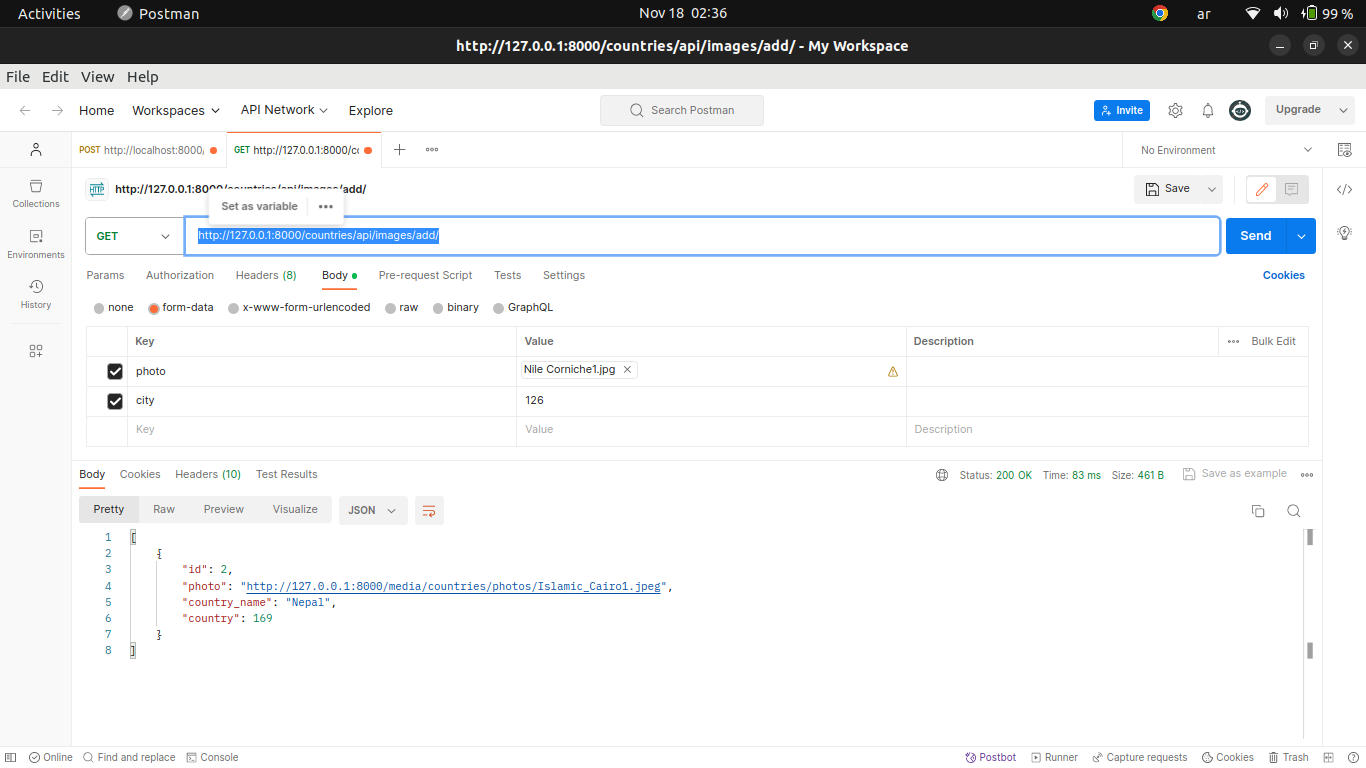 Activities Postman Nov 18 02:36 ar 99 %
http://127.0.0.1:8000/countries/api/images/add/ - My Workspace
File Edit View Help
Home Workspaces API Network Explore Search Postman Invite Upgrade
POST http://localhost:8000/ GET http://127.0.0.1:8000/co No Environment
http://127.0.0.1:8000/countries/api/images/add/ Save
Set as variable
GET http://127.0.0.1:8000/countries/api/images/add/ Send
Params Authorization Headers (8) Body Pre-request Script Tests Settings Cookies
none form-data x-www-form-urlencoded raw binary GraphQL
Key Value Description Bulk Edit
photo Nile Corniche1.jpg
city 126
Key Value Description
Collections
Environments
History
Body Cookies Headers (10) Test Results Status: 200 OK Time: 83 ms Size: 461 B Save as example
Pretty Raw Preview Visualize JSON
1 [
2 {
3 "id": 2,
4 "photo": "http://127.0.0.1:8000/media/countries/photos/Islamic_Cairo1.jpeg",
5 "country_name": "Nepal",
6 "country": 169
7 }
8 ]
Online Find and replace Console Postbot Runner Capture requests Cookies Trash